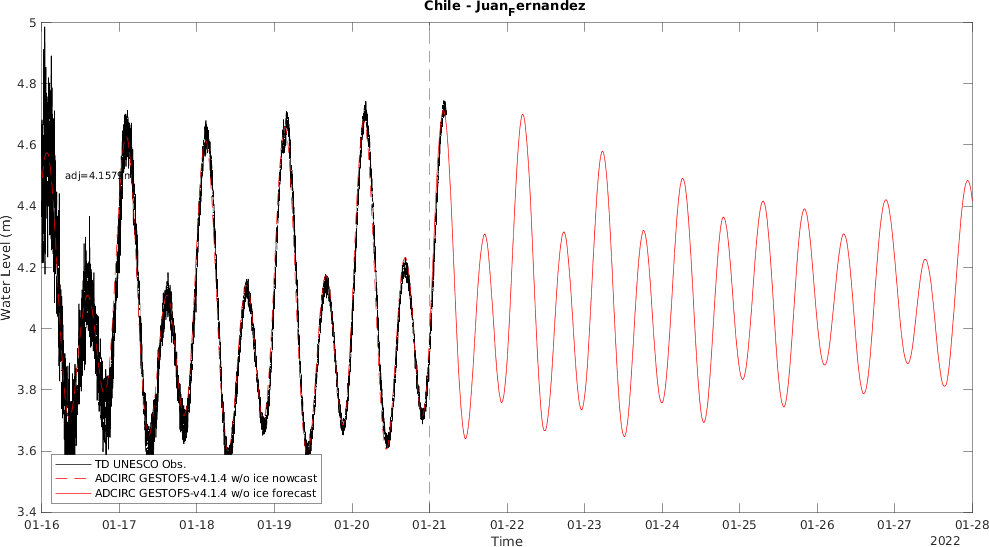 Chile - Juan_Fernandez
5
4.8
4.6
4.4
4.2
4
3.8
3.6
3.4
Water Level (m)
adj=4.1579m
TD UNESCO Obs.
ADCIRC GESTOFS-v4.1.4 w/o ice nowcast
ADCIRC GESTOFS-v4.1.4 w/o ice forecast
01-16 01-17 01-18 01-19 01-20 01-21 01-22 01-23 01-24 01-25 01-26 01-27 01-28
Time
2022